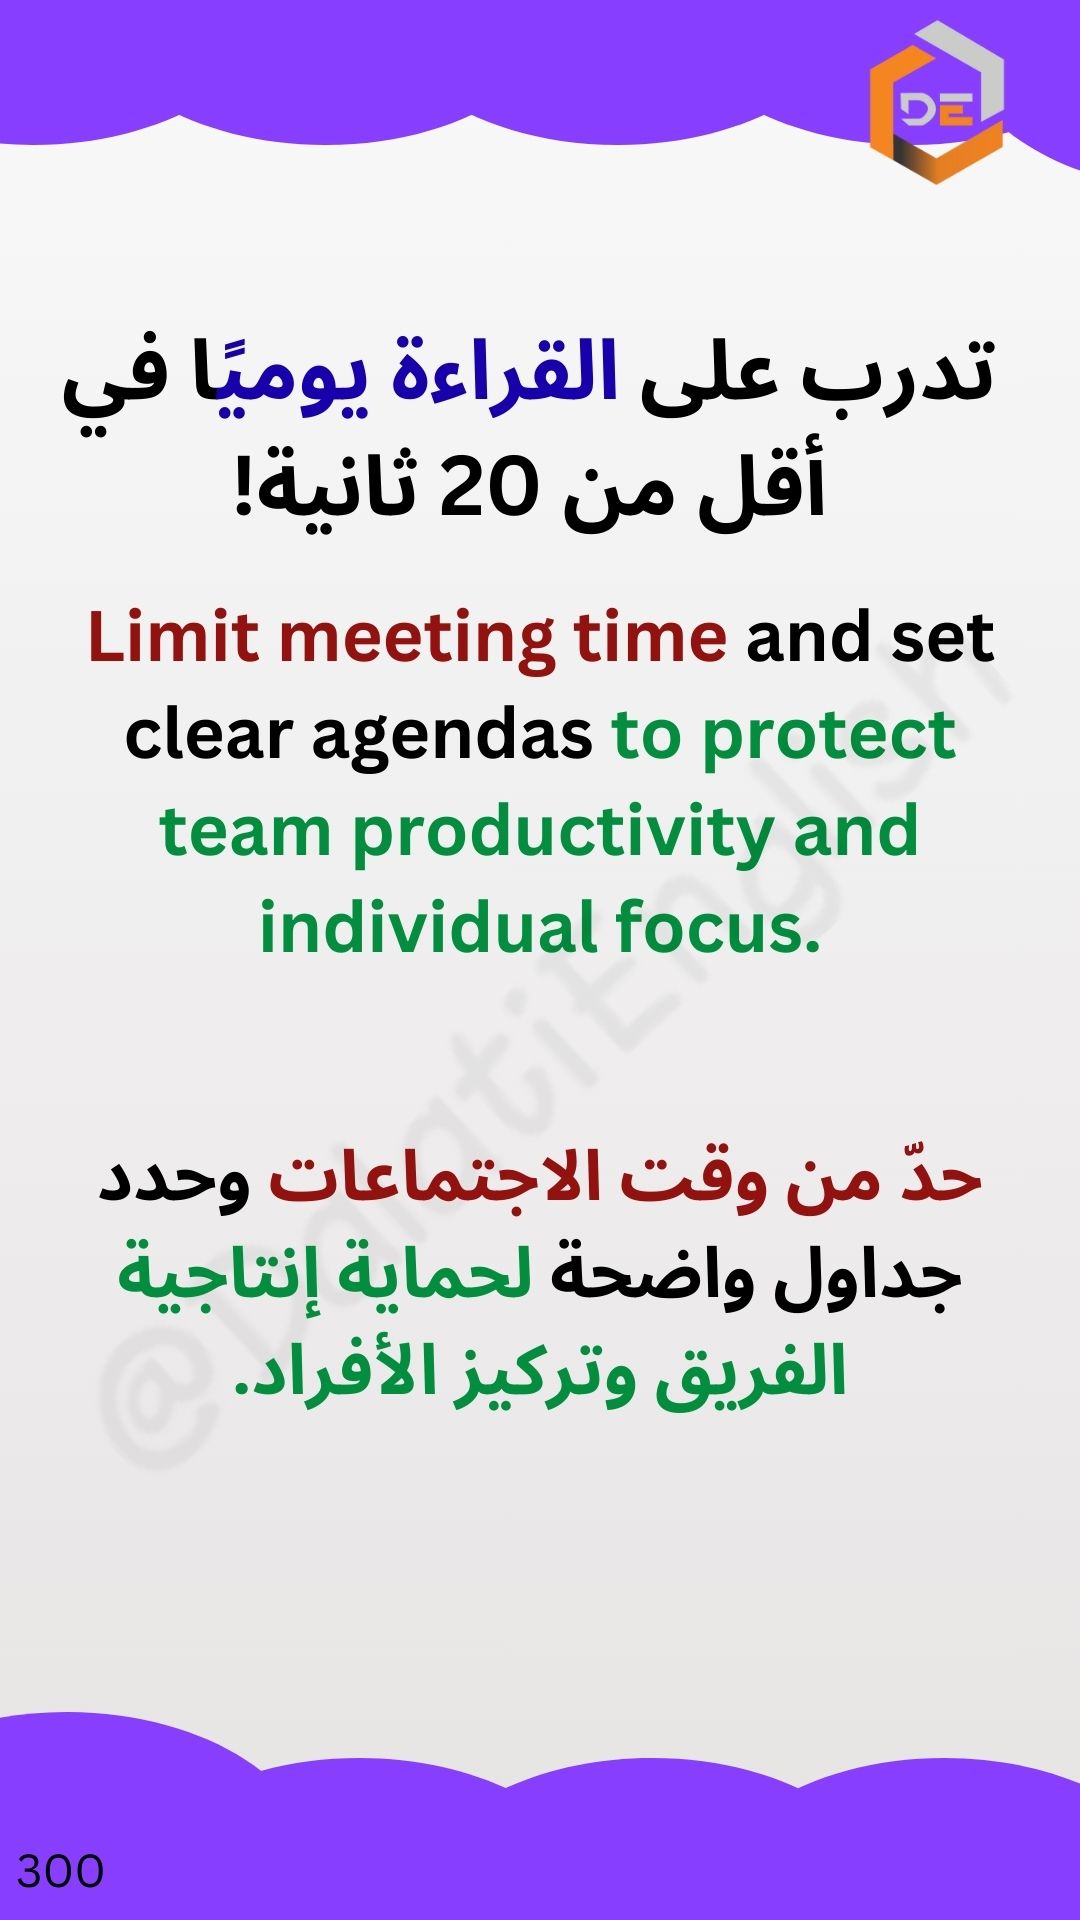 DE
تدرب على القراءة يوميًا في
أقل من 20 ثانية!
Limit meeting time and set
clear agendas to protect
team productivity and
individual focus.
حدّ من وقت الاجتماعات وحدد
جداول واضحة لحماية إنتاجية
الفريق وتركيز الأفراد.
@DalatiEnglish
300